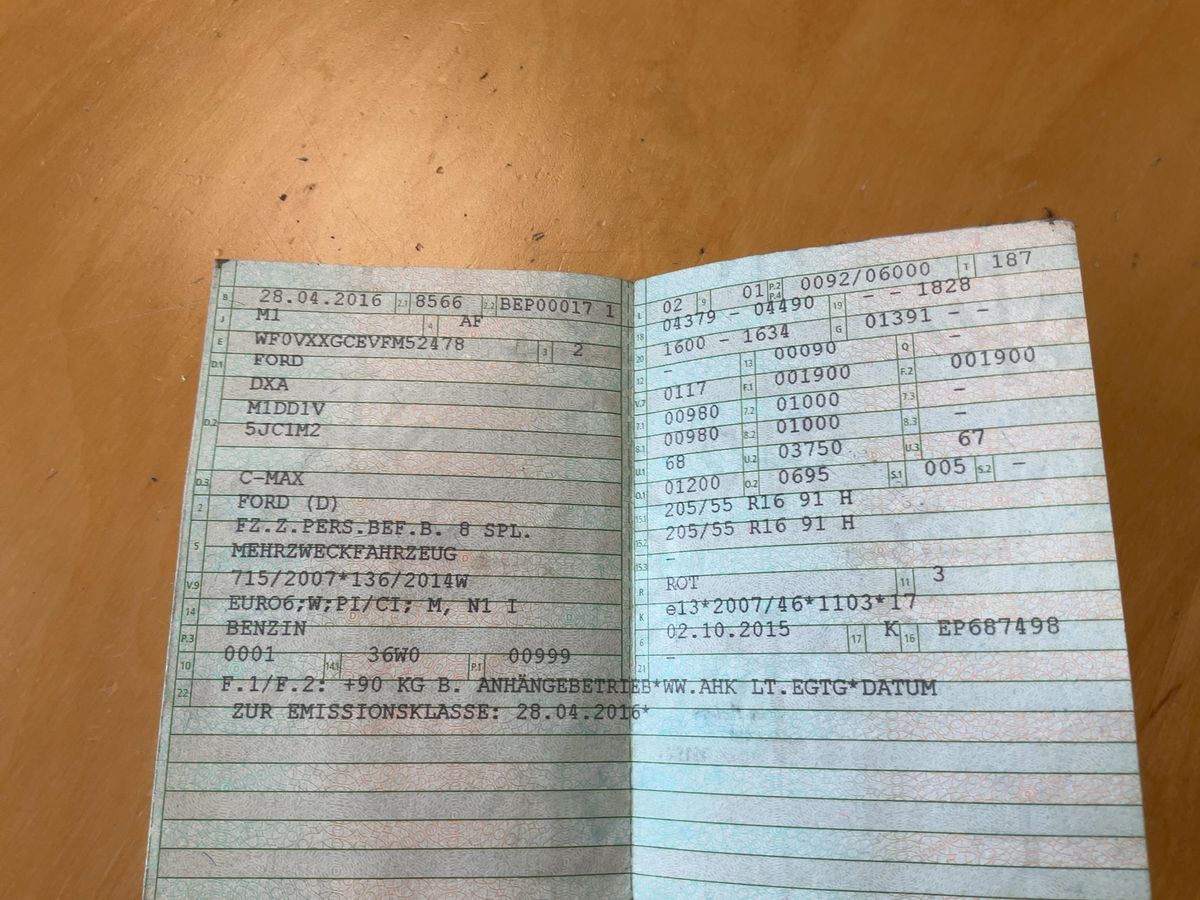 B 28.04.2016 2.1 8566 2.2 BEP00017 1
J M1 4 AF
E WF0VXXGCEVFM52478 3 2
D.1 FORD
DXA
D.2 M1DD1V
5JC1M2
D.3 C-MAX
2 FORD (D)
FZ.Z.PERS.BEF.B. 8 SPL.
5 MEHRZWECKFAHRZEUG
V.9 715/2007*136/2014W
14 EURO6;W;PI/CI; M, N1 I
P.3 BENZIN
10 0001 14.1 36W0 P.1 00999
L 02 9 01 P.2 P.4 0092/06000 T 187
18 04379 - 04490 19 - - 1828
20 1600 - 1634 G 01391 - -
12 - 13 00090 Q -
V.7 0117 F.1 001900 F.2 001900
7.1 00980 7.2 01000 7.3 -
8.1 00980 8.2 01000 8.3 -
U.1 68 U.2 03750 U.3 67
O.1 01200 O.2 0695 S.1 005 S.2 -
15.1 205/55 R16 91 H
15.2 205/55 R16 91 H
15.3 -
R ROT 11 3
K e13*2007/46*1103*17
6 02.10.2015 17 K 16 EP687498
21 -
22 F.1/F.2: +90 KG B. ANHÄNGEBETRIEB*WW.AHK LT.EGTG*DATUM
ZUR EMISSIONSKLASSE: 28.04.2016*